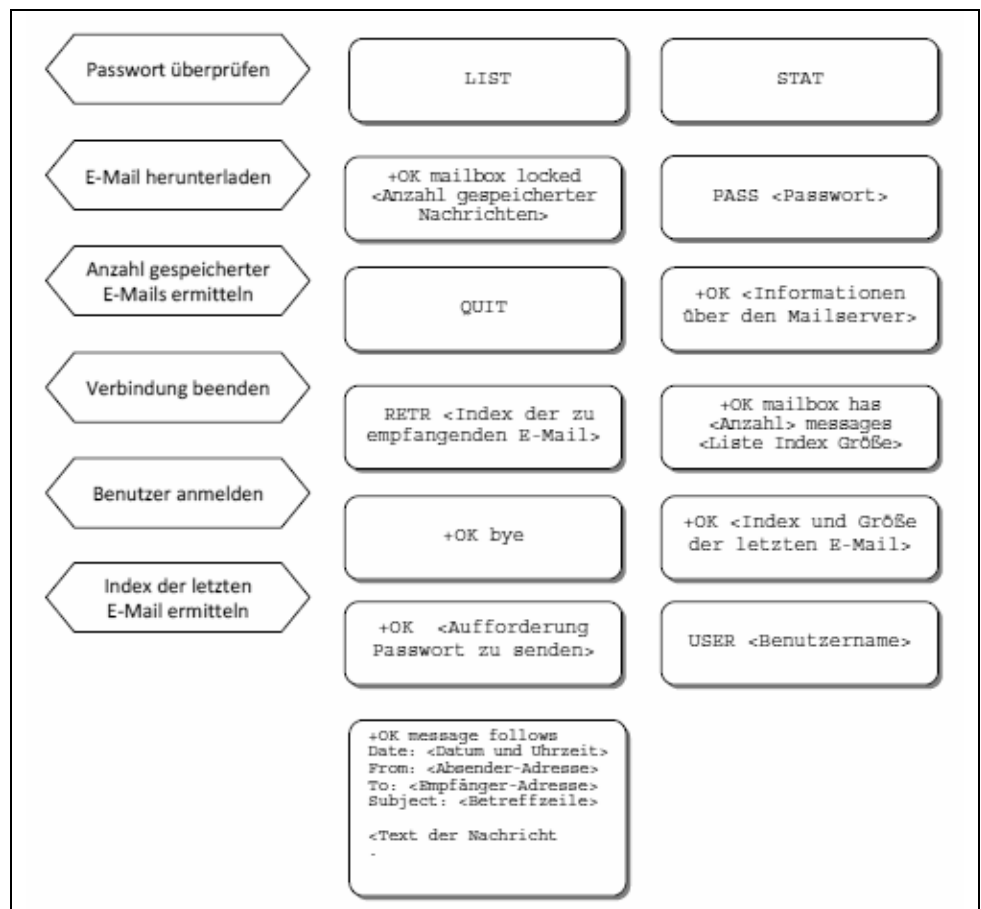 Passwort überprüfen
LIST
STAT
E-Mail herunterladen
+OK mailbox locked
<Anzahl gespeicherter
Nachrichten>
PASS <Passwort>
Anzahl gespeicherter
E-Mails ermitteln
QUIT
+OK <Informationen
über den Mailserver>
Verbindung beenden
RETR <Index der zu
empfangenden E-Mail>
+OK mailbox has
<Anzahl> messages
<Liste Index Größe>
Benutzer anmelden
+OK bye
+OK <Index und Größe
der letzten E-Mail>
Index der letzten
E-Mail ermitteln
+OK <Aufforderung
Passwort zu senden>
USER <Benutzername>
+OK message follows
Date: <Datum und Uhrzeit>
From: <Absender-Adresse>
To: <Empfänger-Adresse>
Subject: <Betreffzeile>
<Text der Nachricht
.